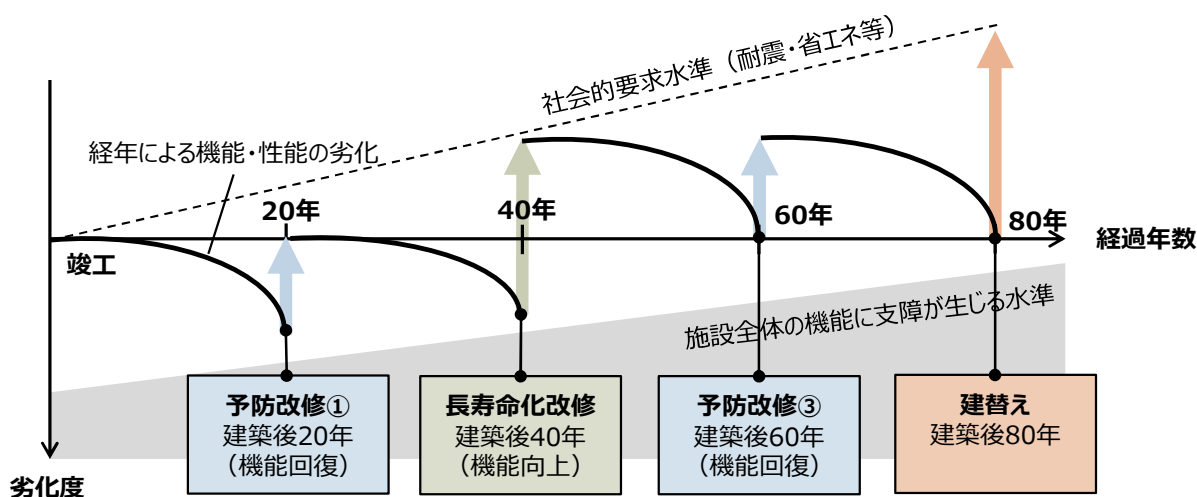 社会的要求水準（耐震・省エネ等）
経年による機能・性能の劣化
20年
40年
60年
80年
経過年数
竣工
施設全体の機能に支障が生じる水準
予防改修①
建築後20年
（機能回復）
長寿命化改修
建築後40年
（機能向上）
予防改修③
建築後60年
（機能回復）
建替え
建築後80年
劣化度